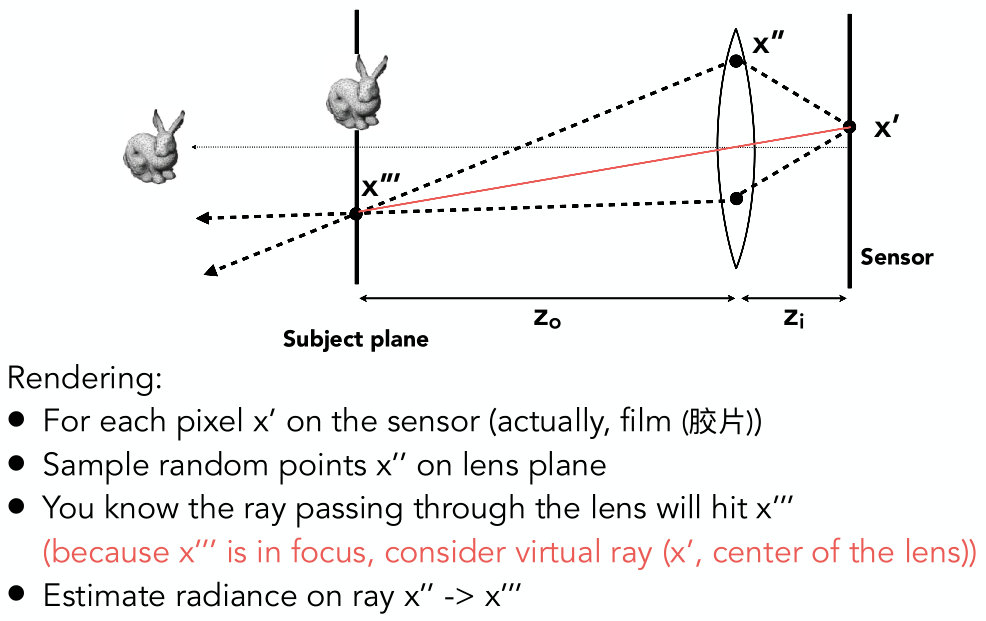 x″
x′
x‴
Sensor
zo
zi
Subject plane
Rendering:
• For each pixel x’ on the sensor (actually, film (胶片))
• Sample random points x’’ on lens plane
• You know the ray passing through the lens will hit x’’’
(because x’’’ is in focus, consider virtual ray (x’, center of the lens))
• Estimate radiance on ray x’’ -> x’’’